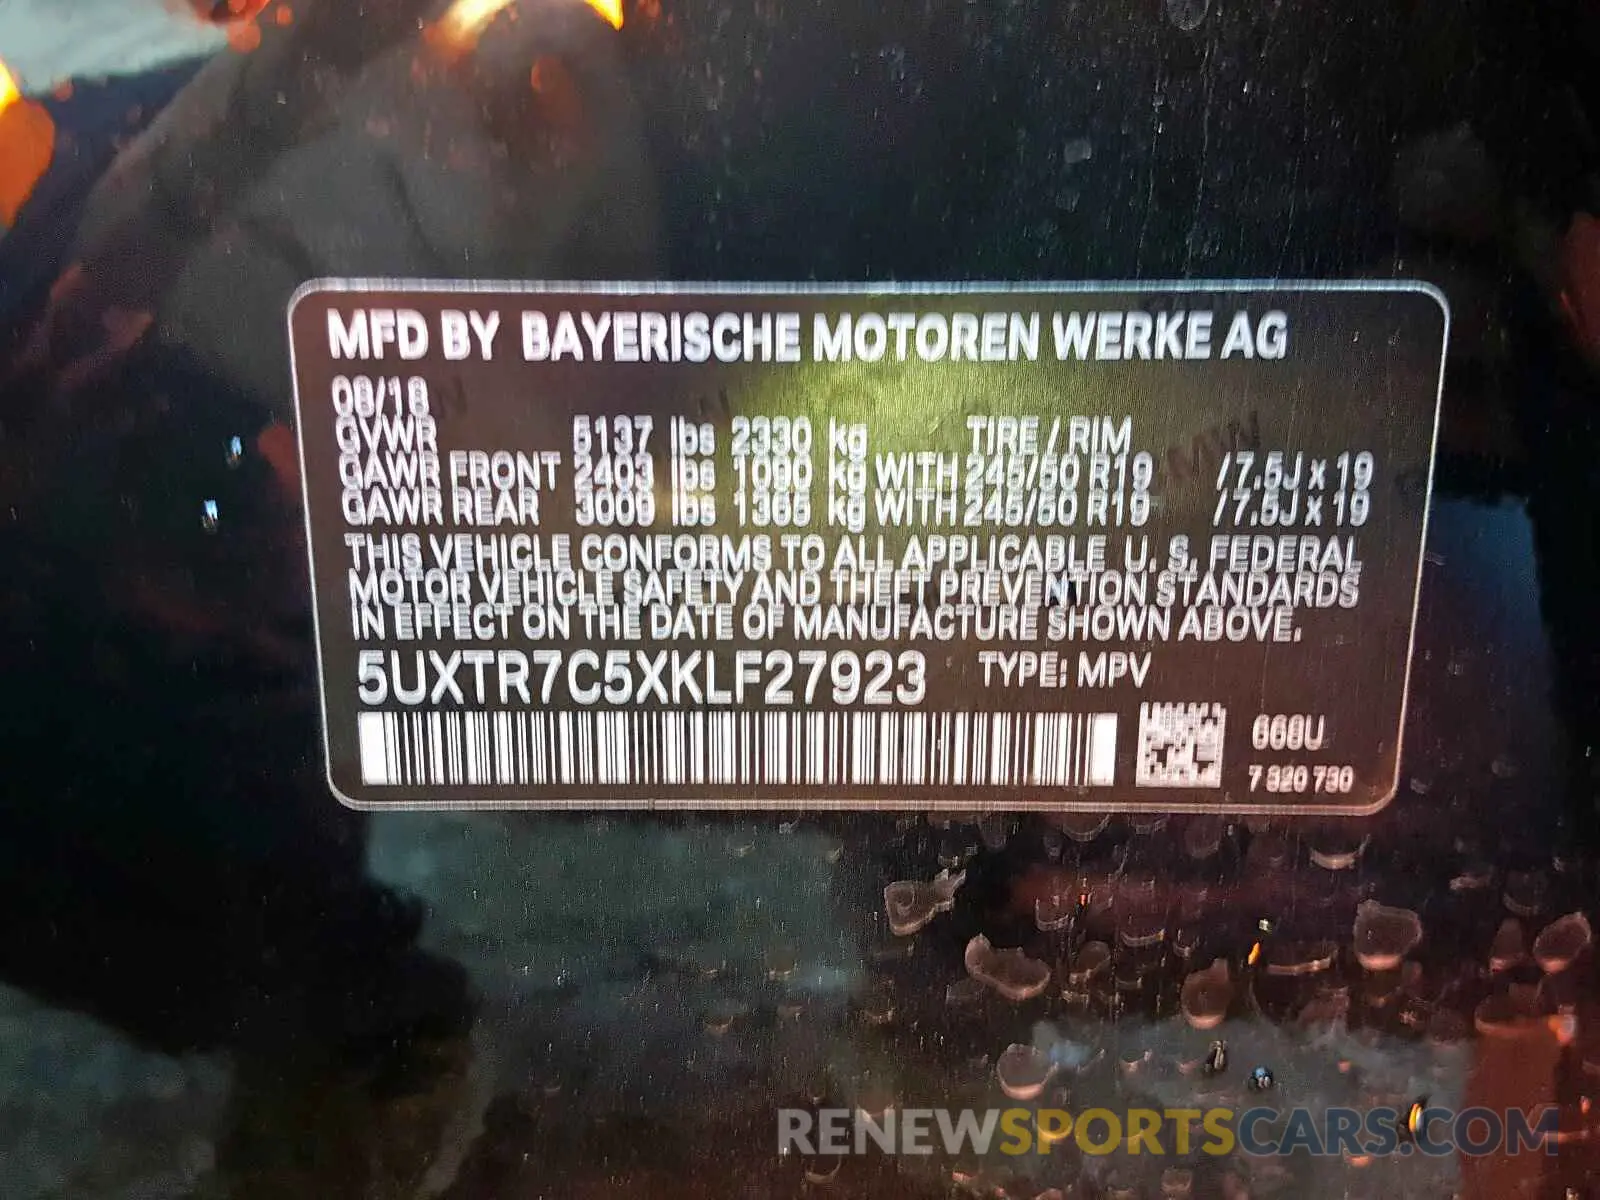 MFD BY BAYERISCHE MOTOREN WERKE AG
08/18
GVWR 5137 lbs 2330 kg TIRE / RIM
GAWR FRONT 2403 lbs 1090 kg WITH 245/50 R19 /7.5J x 19
GAWR REAR 3009 lbs 1365 kg WITH 245/50 R19 /7.5J x 19
THIS VEHICLE CONFORMS TO ALL APPLICABLE U. S. FEDERAL
MOTOR VEHICLE SAFETY AND THEFT PREVENTION STANDARDS
IN EFFECT ON THE DATE OF MANUFACTURE SHOWN ABOVE.
5UXTR7C5XKLF27923 TYPE: MPV
668U
7 320 730
RENEWSPORTSCARS.COM